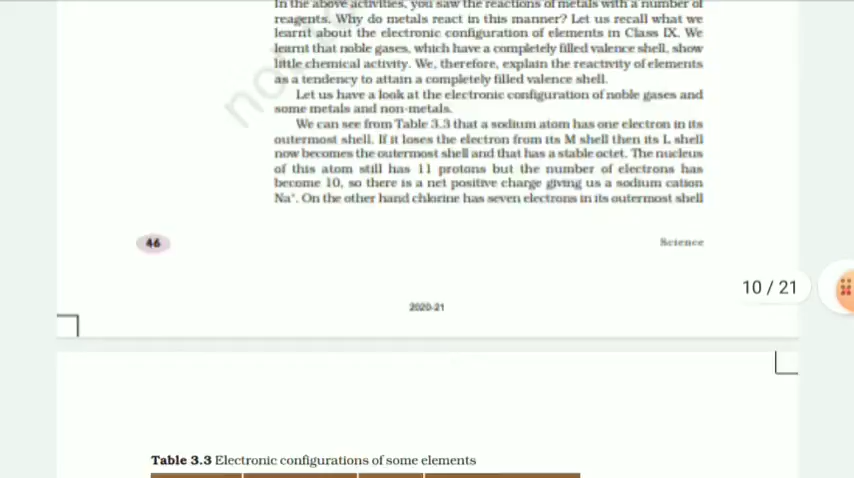 In the above activities, you saw the reactions of metals with a number of
reagents. Why do metals react in this manner? Let us recall what we
learnt about the electronic configuration of elements in Class IX. We
learnt that noble gases, which have a completely filled valence shell, show
little chemical activity. We, therefore, explain the reactivity of elements
as a tendency to attain a completely filled valence shell.
Let us have a look at the electronic configuration of noble gases and
some metals and non-metals.
We can see from Table 3.3 that a sodium atom has one electron in its
outermost shell. If it loses the electron from its M shell then its L shell
now becomes the outermost shell and that has a stable octet. The nucleus
of this atom still has 11 protons but the number of electrons has
become 10, so there is a net positive charge giving us a sodium cation
Na⁺. On the other hand chlorine has seven electrons in its outermost shell
46
Science
10 / 21
2020-21
Table 3.3 Electronic configurations of some elements